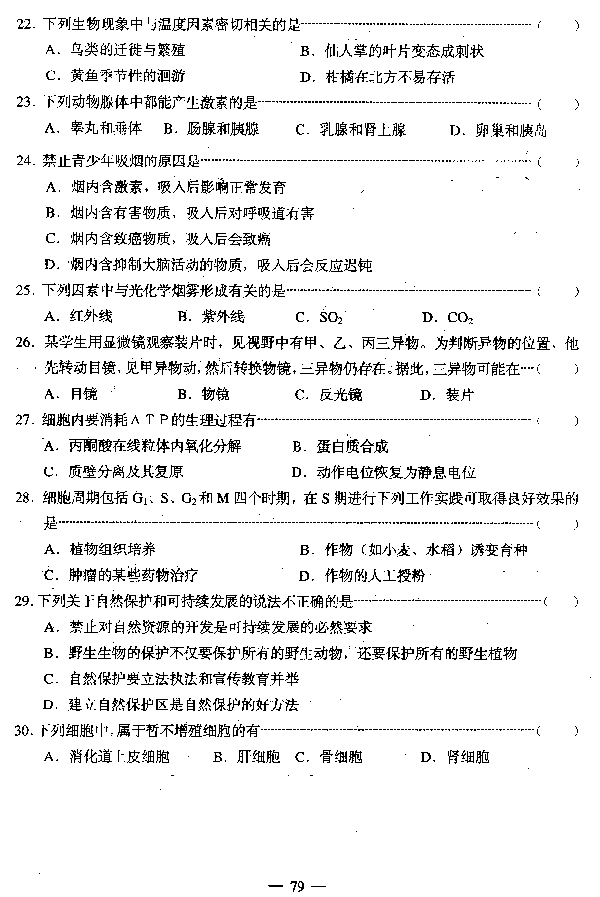 22．下列生物现象中与温度因素密切相关的是……………………………………（　）
A．鸟类的迁徙与繁殖　B．仙人掌的叶片变态成刺状
C．黄鱼季节性的洄游　D．柑橘在北方不易存活
23．下列动物腺体中都能产生激素的是……………………………………（　）
A．睾丸和垂体　B．肠腺和胰腺　C．乳腺和肾上腺　D．卵巢和胰岛
24．禁止青少年吸烟的原因是……………………………………（　）
A．烟内含激素，吸入后影响正常发育
B．烟内含有害物质，吸入后对呼吸道有害
C．烟内含致癌物质，吸入后会致癌
D．烟内含抑制大脑活动的物质，吸入后会反应迟钝
25．下列因素中与光化学烟雾形成有关的是……………………………………（　）
A．红外线　B．紫外线　C．SO₂　D．CO₂
26．某学生用显微镜观察装片时，见视野中有甲、乙、丙三异物。为判断异物的位置，他
先转动目镜，见甲异物动，然后转换物镜，三异物仍存在。据此，三异物可能在…（　）
A．目镜　B．物镜　C．反光镜　D．装片
27．细胞内要消耗ＡＴＰ的生理过程有……………………………………（　）
A．丙酮酸在线粒体内氧化分解　B．蛋白质合成
C．质壁分离及其复原　D．动作电位恢复为静息电位
28．细胞周期包括 G₁、S、G₂和 M 四个时期，在 S 期进行下列工作实践可取得良好效果的
是……………………………………（　）
A．植物组织培养　B．作物（如小麦、水稻）诱变育种
C．肿瘤的某些药物治疗　D．作物的人工授粉
29．下列关于自然保护和可持续发展的说法不正确的是……………………………………（　）
A．禁止对自然资源的开发是可持续发展的必然要求
B．野生生物的保护不仅要保护所有的野生动物，还要保护所有的野生植物
C．自然保护要立法执法和宣传教育并举
D．建立自然保护区是自然保护的好方法
30．下列细胞中，属于暂不增殖细胞的有……………………………………（　）
A．消化道上皮细胞　B．肝细胞　C．骨细胞　D．肾细胞
— 79 —